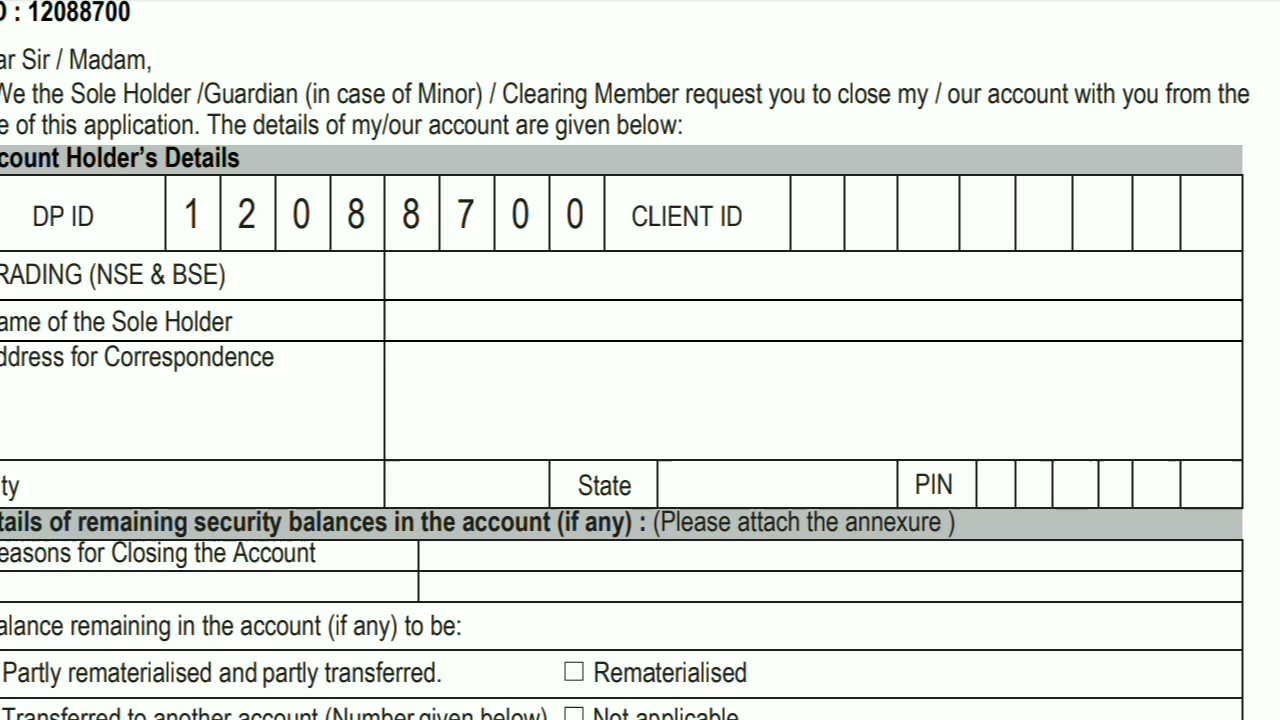 D : 12088700
ar Sir / Madam,
We the Sole Holder /Guardian (in case of Minor) / Clearing Member request you to close my / our account with you from the
e of this application. The details of my/our account are given below:
count Holder's Details
DP ID 1 2 0 8 8 7 0 0 CLIENT ID
RADING (NSE & BSE)
ame of the Sole Holder
ddress for Correspondence
ty State PIN
tails of remaining security balances in the account (if any) : (Please attach the annexure )
easons for Closing the Account
alance remaining in the account (if any) to be:
Partly rematerialised and partly transferred. ☐ Rematerialised
Transferred to another account (Number given below) ☐ Not applicable